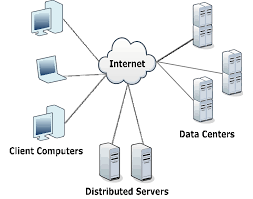 Internet
Data Centers
Client Computers
Distributed Servers